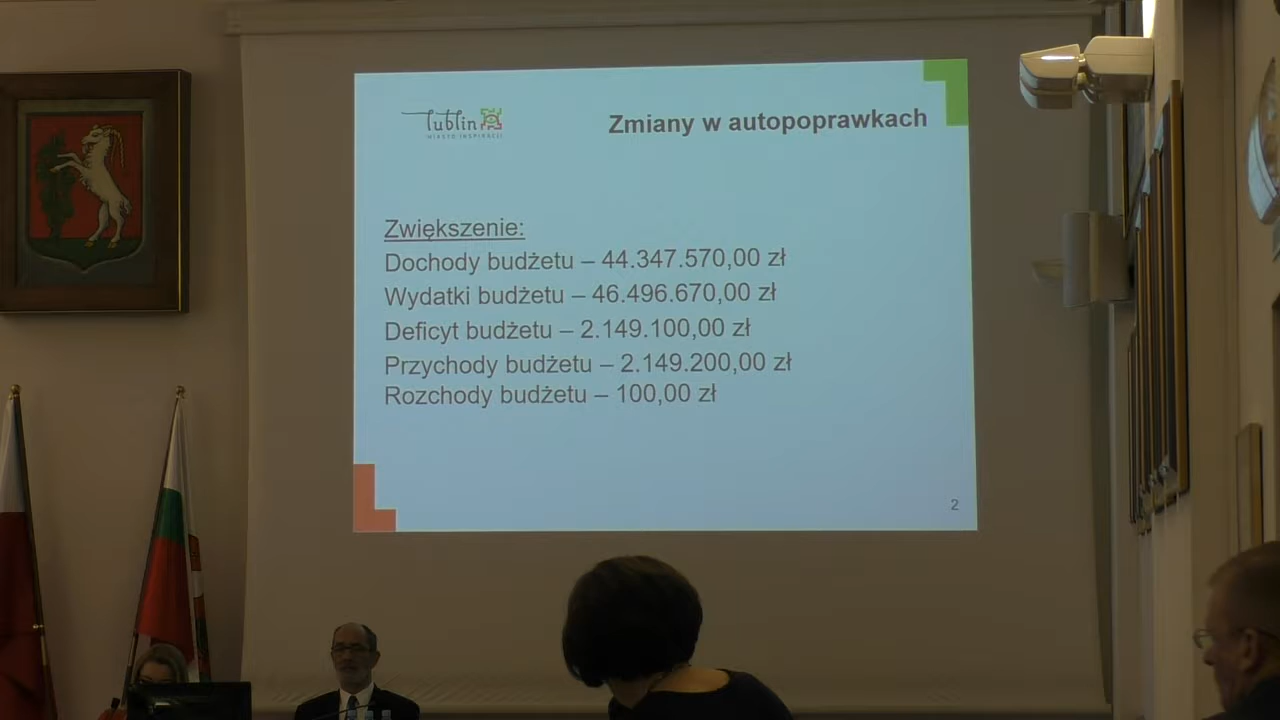 lublin
MIASTO INSPIRACJI
Zmiany w autopoprawkach
Zwiększenie:
Dochody budżetu – 44.347.570,00 zł
Wydatki budżetu – 46.496.670,00 zł
Deficyt budżetu – 2.149.100,00 zł
Przychody budżetu – 2.149.200,00 zł
Rozchody budżetu – 100,00 zł
2